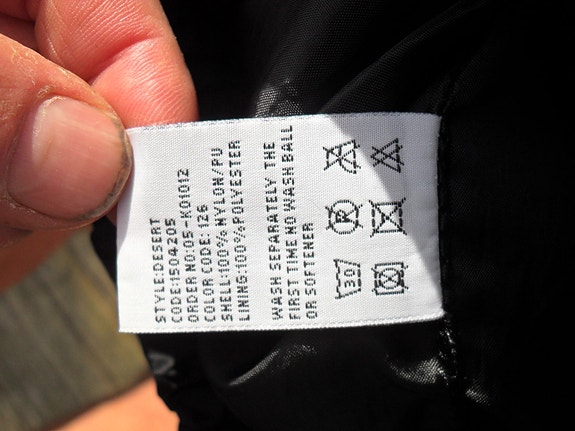 STYLE:DESERT
CODE:1504205
ORDER NO:05-K01012
COLOR CODE:126
SHELL:100%NYLON/PU
LINING:100%POLYESTER
WASH SEPARATELY THE
FIRST TIME NO WASH BALL
OR SOFTENER
30 R